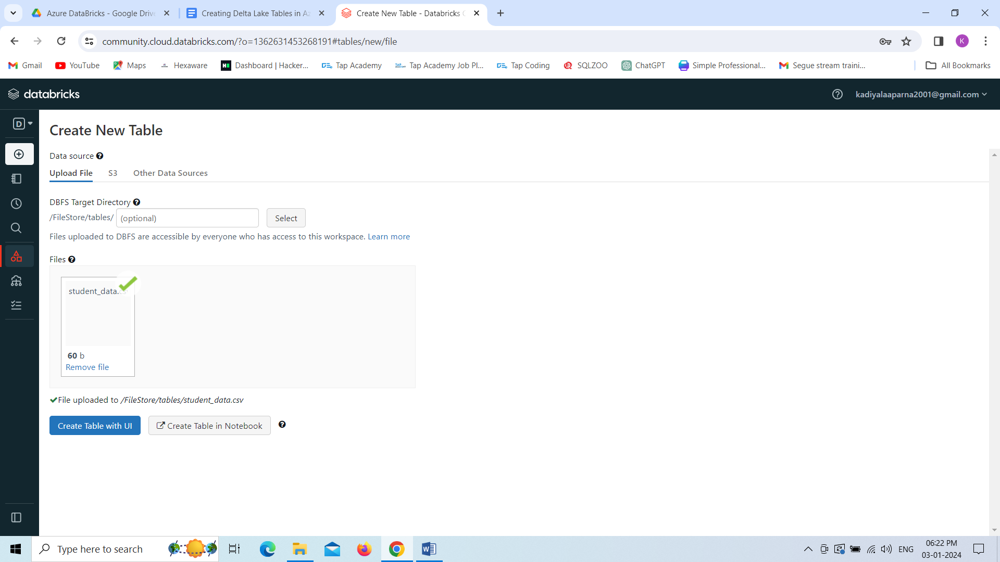 Azure DataBricks - Google Drive
Creating Delta Lake Tables in Az
Create New Table - Databricks C
community.cloud.databricks.com/?o=1362631453268191#tables/new/file
K
Gmail
YouTube
Maps
Hexaware
Dashboard | Hacker...
Tap Academy
Tap Academy Job Pl...
Tap Coding
SQLZOO
ChatGPT
Simple Professional...
Segue stream traini...
All Bookmarks
databricks
kadiyalaaparna2001@gmail.com
D
Create New Table
Data source
Upload File
S3
Other Data Sources
DBFS Target Directory
/FileStore/tables/
(optional)
Select
Files uploaded to DBFS are accessible by everyone who has access to this workspace. Learn more
Files
student_data.csv
60 b
Remove file
File uploaded to /FileStore/tables/student_data.csv
Create Table with UI
Create Table in Notebook
Type here to search
ENG
06:22 PM
03-01-2024